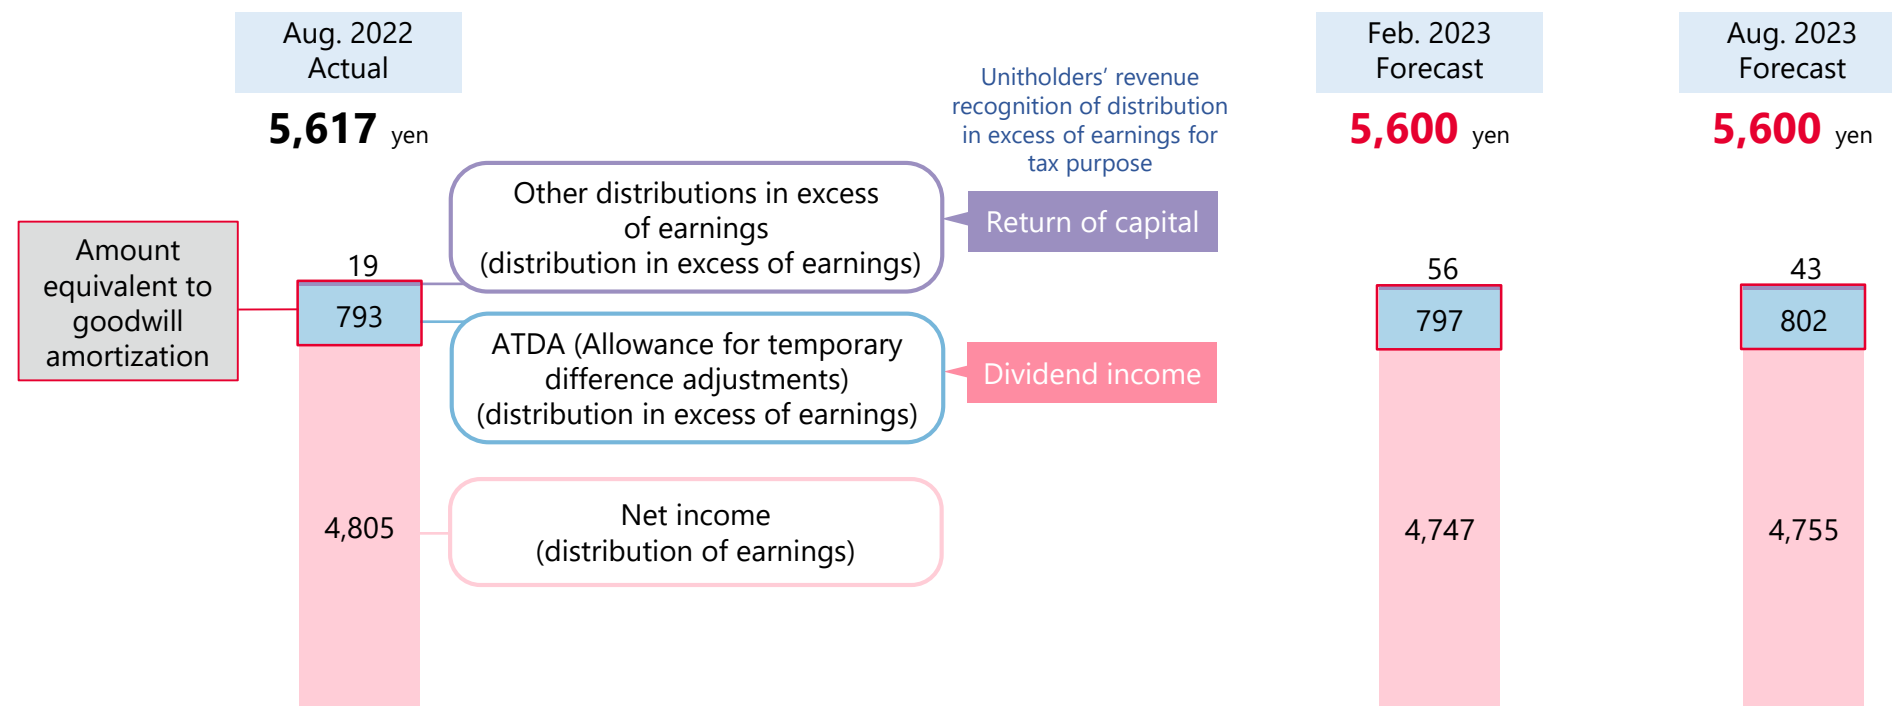 Aug. 2022
Actual
5,617 yen
Unitholders’ revenue
recognition of distribution
in excess of earnings for
tax purpose
Feb. 2023
Forecast
5,600 yen
Aug. 2023
Forecast
5,600 yen
Amount
equivalent to
goodwill
amortization
19
793
4,805
Other distributions in excess
of earnings
(distribution in excess of earnings)
Return of capital
ATDA (Allowance for temporary
difference adjustments)
(distribution in excess of earnings)
Dividend income
Net income
(distribution of earnings)
56
797
4,747
43
802
4,755